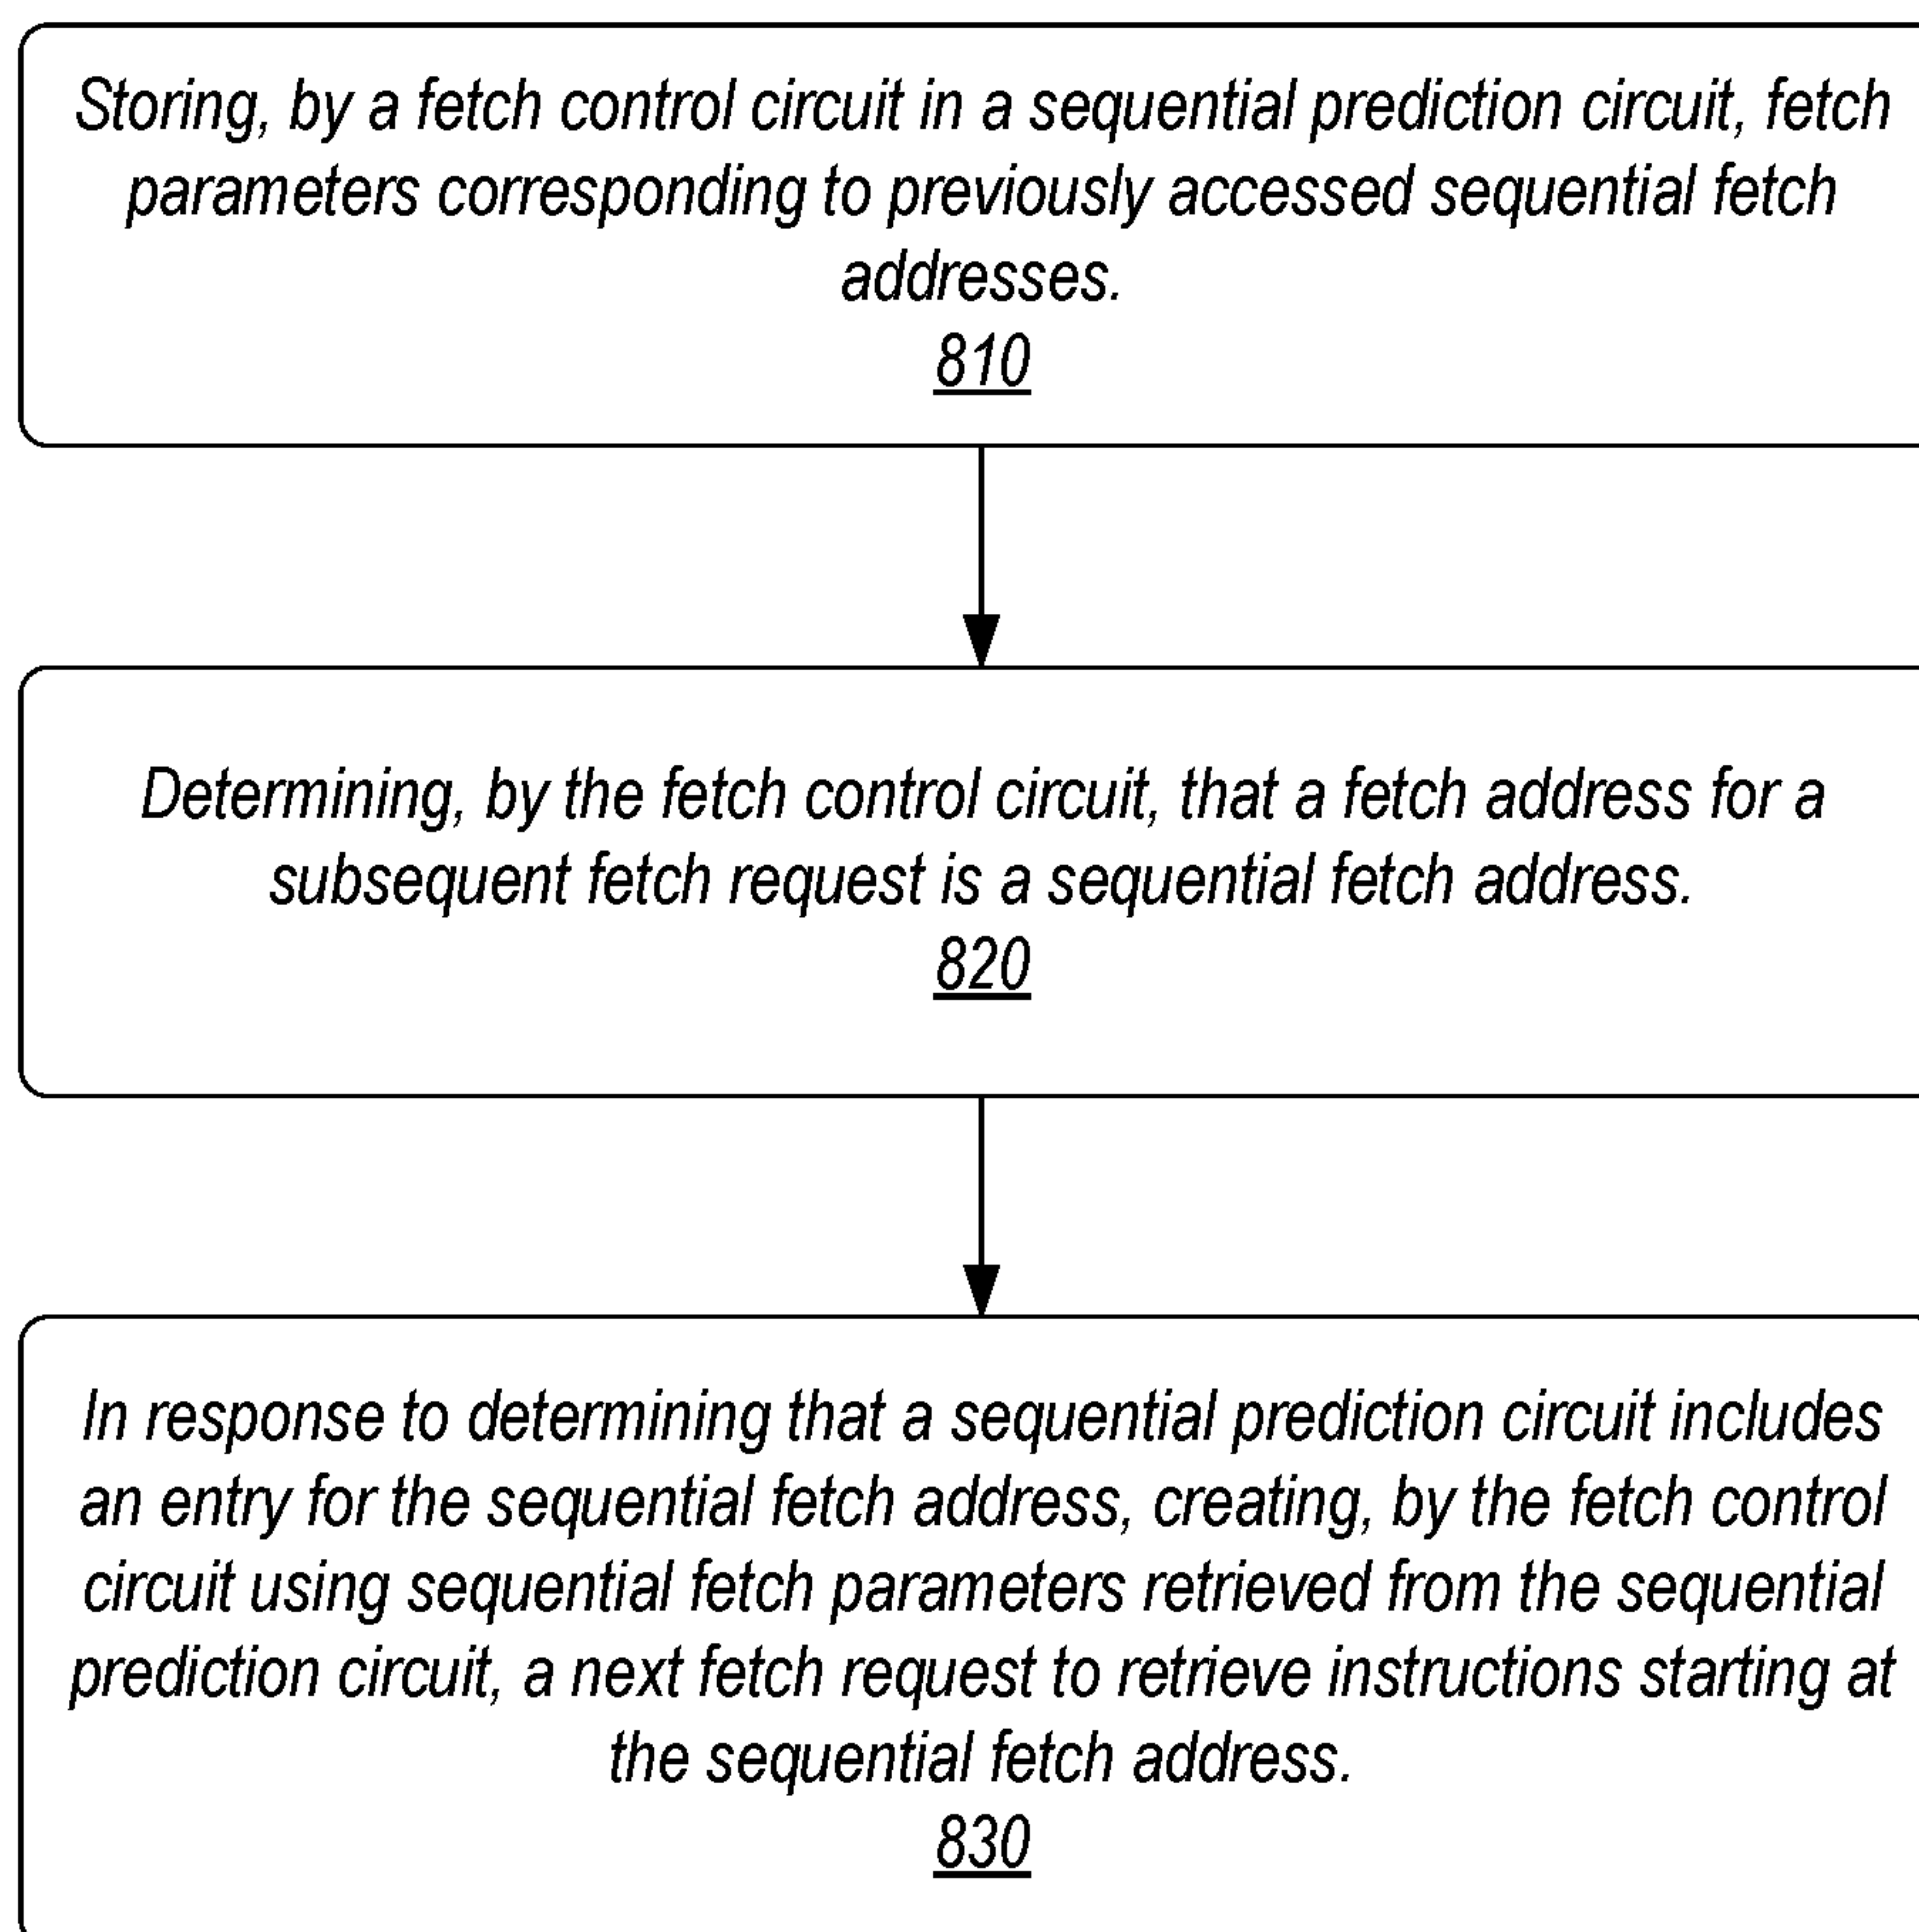 Storing, by a fetch control circuit in a sequential prediction circuit, fetch
parameters corresponding to previously accessed sequential fetch
addresses.
810
Determining, by the fetch control circuit, that a fetch address for a
subsequent fetch request is a sequential fetch address.
820
In response to determining that a sequential prediction circuit includes
an entry for the sequential fetch address, creating, by the fetch control
circuit using sequential fetch parameters retrieved from the sequential
prediction circuit, a next fetch request to retrieve instructions starting at
the sequential fetch address.
830